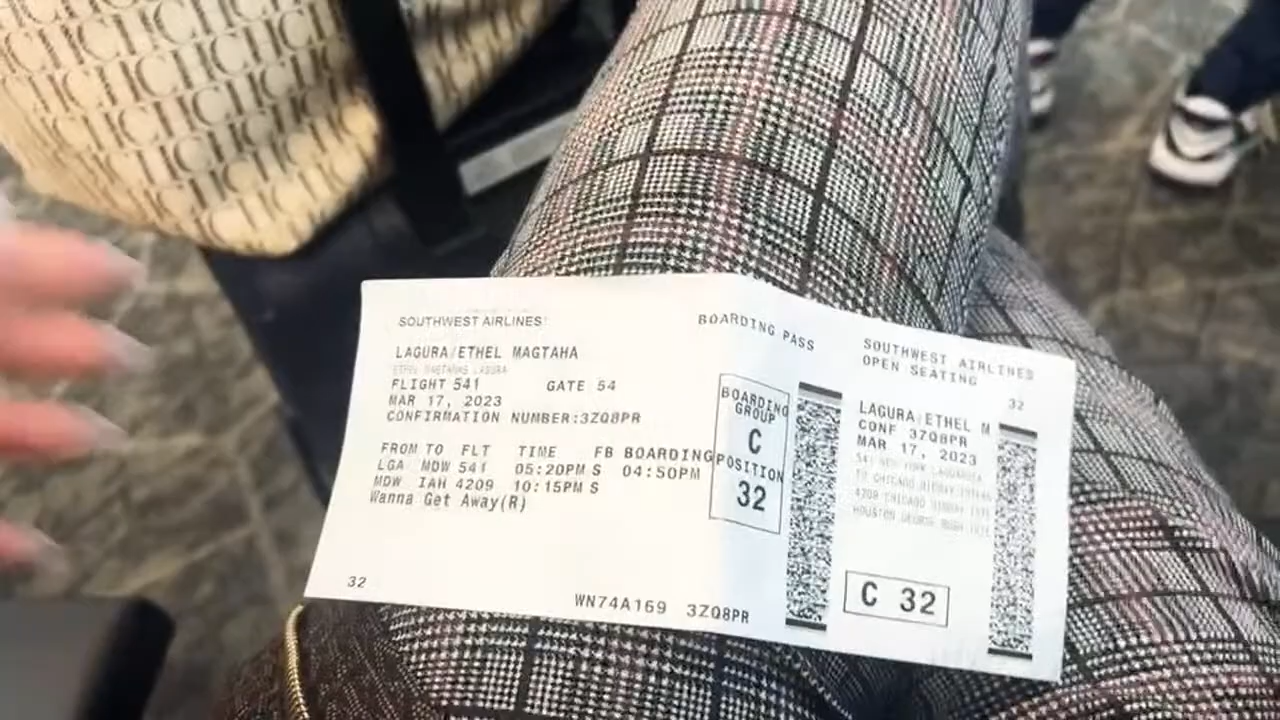 SOUTHWEST AIRLINES
LAGURA/ETHEL MAGTAHA
FLIGHT 541 GATE 54
MAR 17, 2023
CONFIRMATION NUMBER:3ZQ8PR
FROM TO FLT TIME FB BOARDING
LGA MDW 541 05:20PM S 04:50PM
MDW IAH 4209 10:15PM S
Wanna Get Away(R)
32
WN74A169 3ZQ8PR
BOARDING PASS
BOARDING
GROUP
C
POSITION
32
SOUTHWEST AIRLINES
OPEN SEATING
32
LAGURA/ETHEL M
CONF 37Q8PR
MAR 17, 2023
C 32